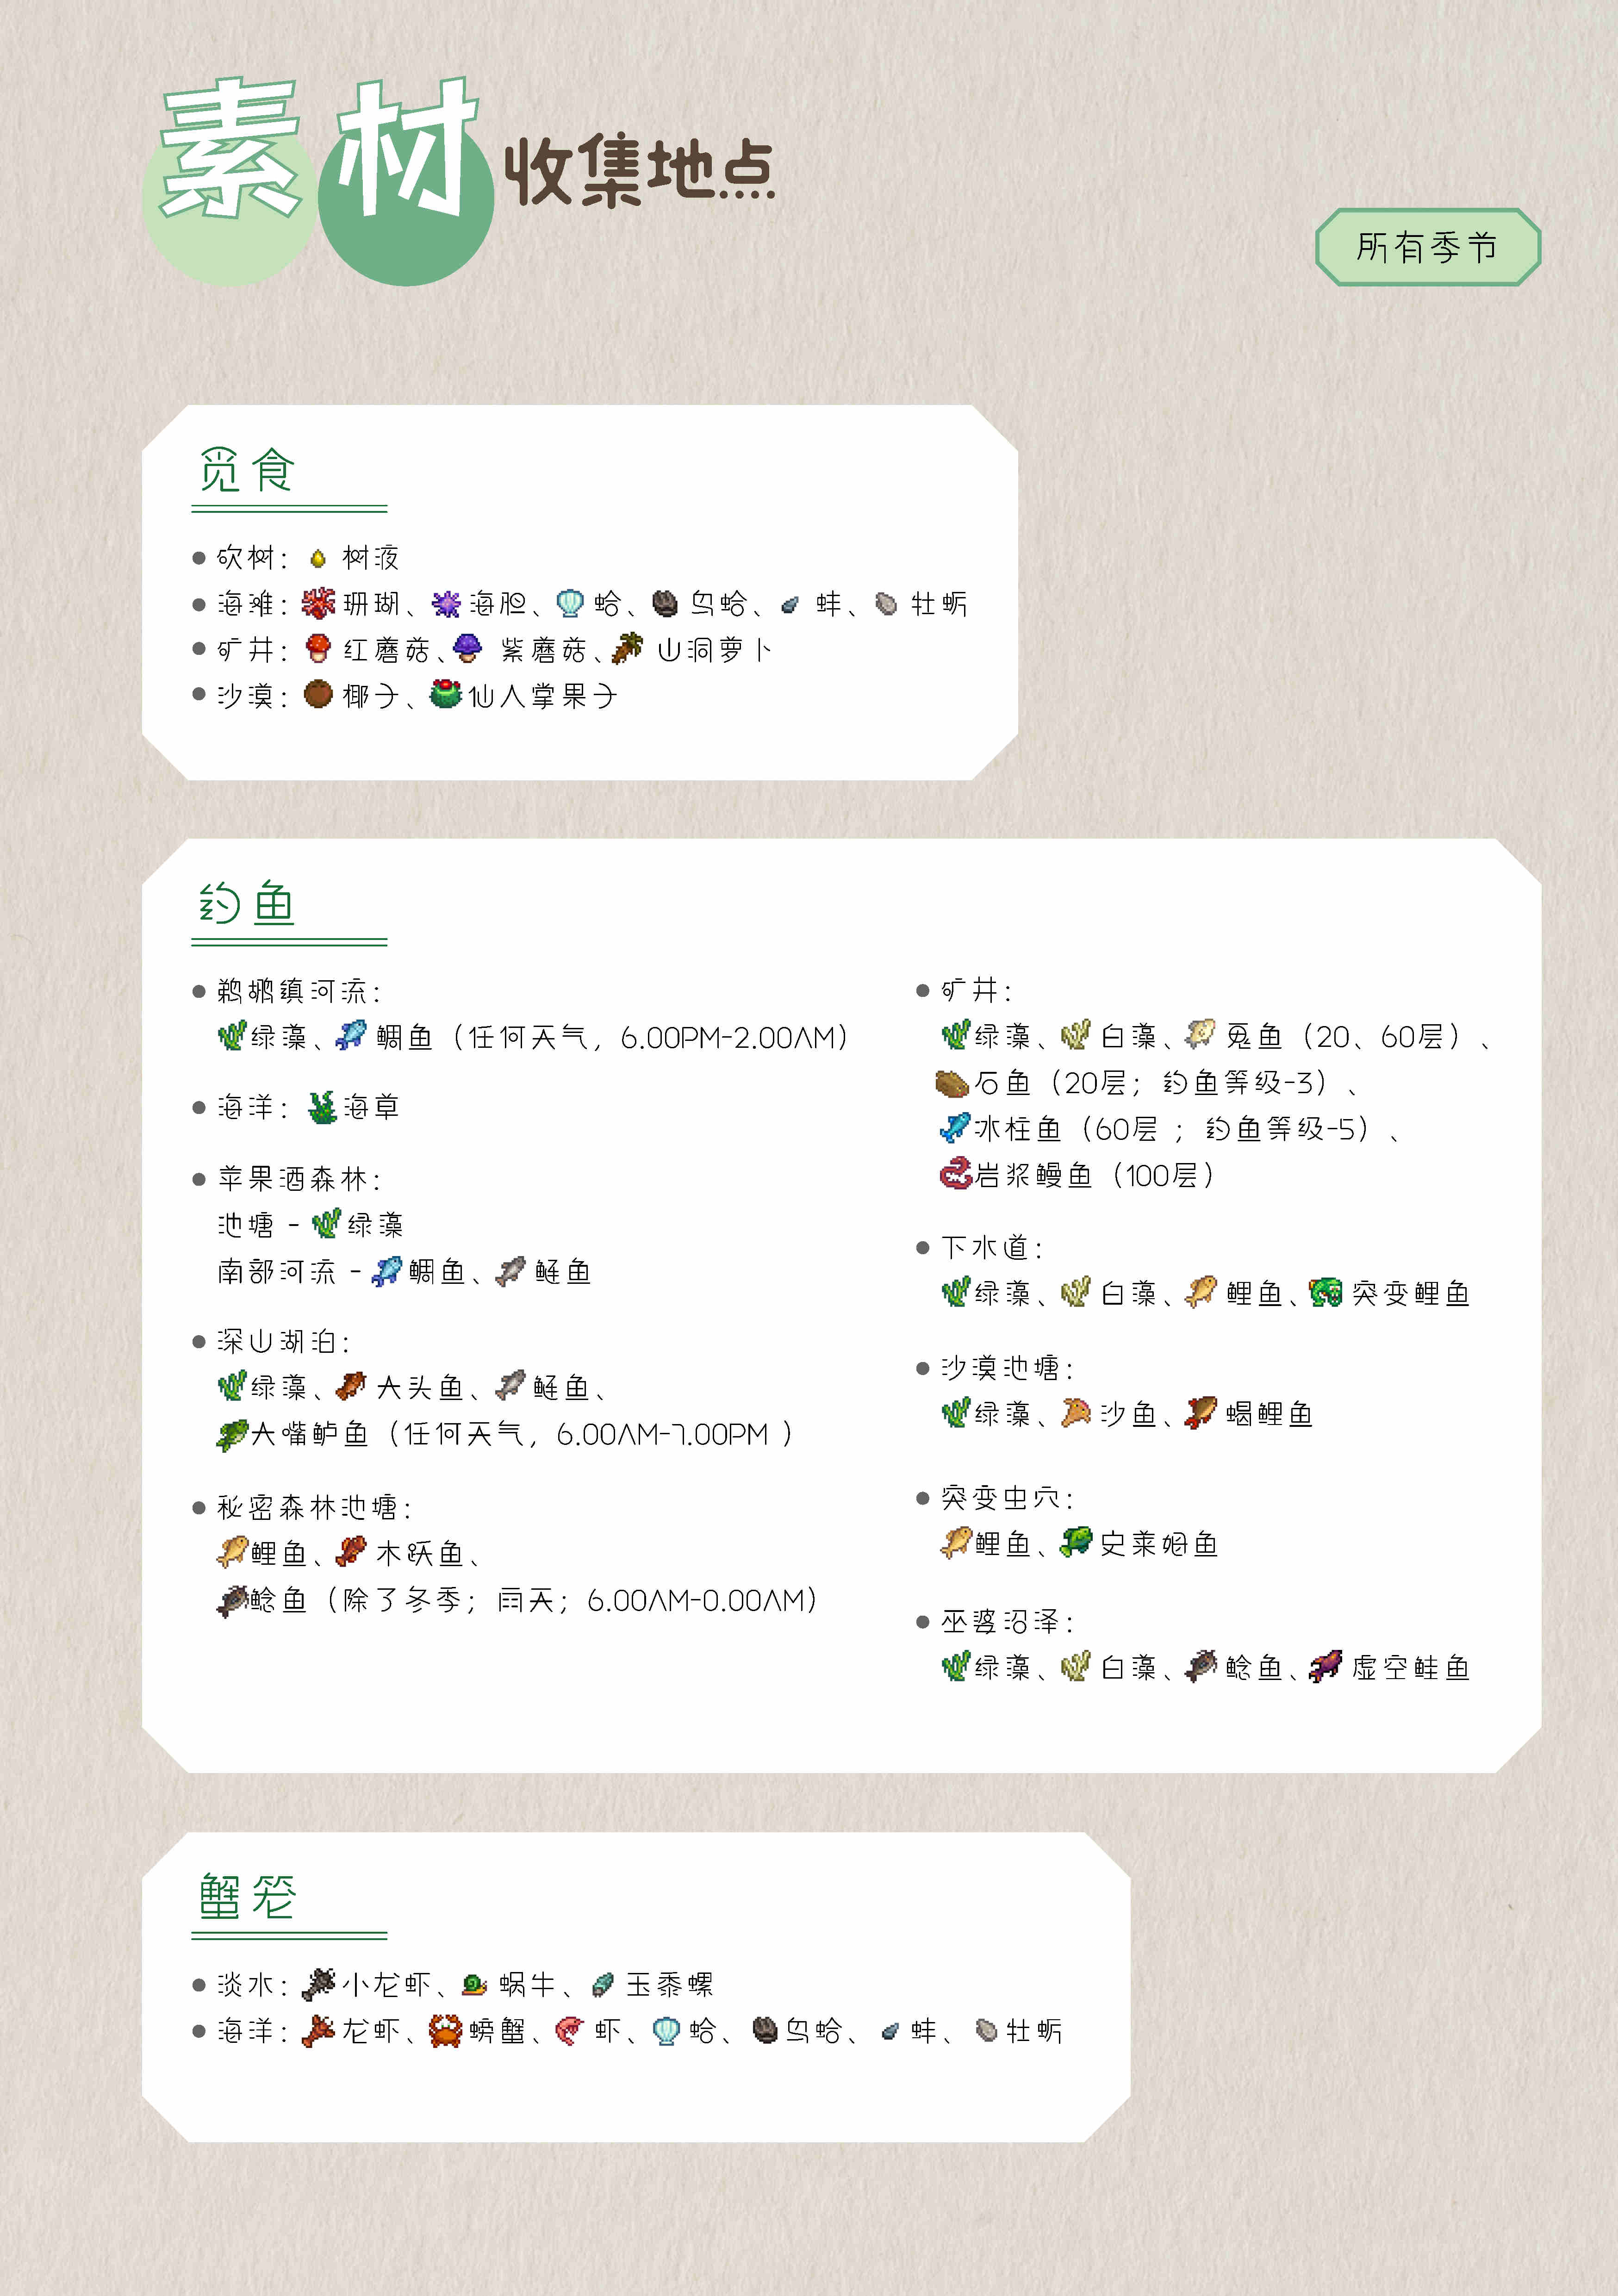 素材收集地点
所有季节
觅食
砍树：树液
海滩：珊瑚、海胆、蛤、鸟蛤、蚌、牡蛎
矿井：红蘑菇、紫蘑菇、山洞萝卜
沙漠：椰子、仙人掌果子
钓鱼
鹈鹕镇河流：
绿藻、鲷鱼（任何天气，6.00PM-2.00AM）
海洋：海草
苹果酒森林：
池塘 - 绿藻
南部河流 - 鲷鱼、鲢鱼
深山湖泊：
绿藻、大头鱼、鲢鱼、
大嘴鲈鱼（任何天气，6.00AM-7.00PM ）
秘密森林池塘：
鲤鱼、木跃鱼、
鲶鱼（除了冬季；雨天；6.00AM-0.00AM）
矿井：
绿藻、白藻、鬼鱼（20、60层）、
石鱼（20层；钓鱼等级-3）、
冰柱鱼（60层 ；钓鱼等级-5）、
岩浆鳗鱼（100层）
下水道：
绿藻、白藻、鲤鱼、突变鲤鱼
沙漠池塘：
绿藻、沙鱼、蝎鲤鱼
突变虫穴：
鲤鱼、史莱姆鱼
巫婆沼泽：
绿藻、白藻、鲶鱼、虚空鲑鱼
蟹笼
淡水：小龙虾、蜗牛、玉黍螺
海洋：龙虾、螃蟹、虾、蛤、鸟蛤、蚌、牡蛎